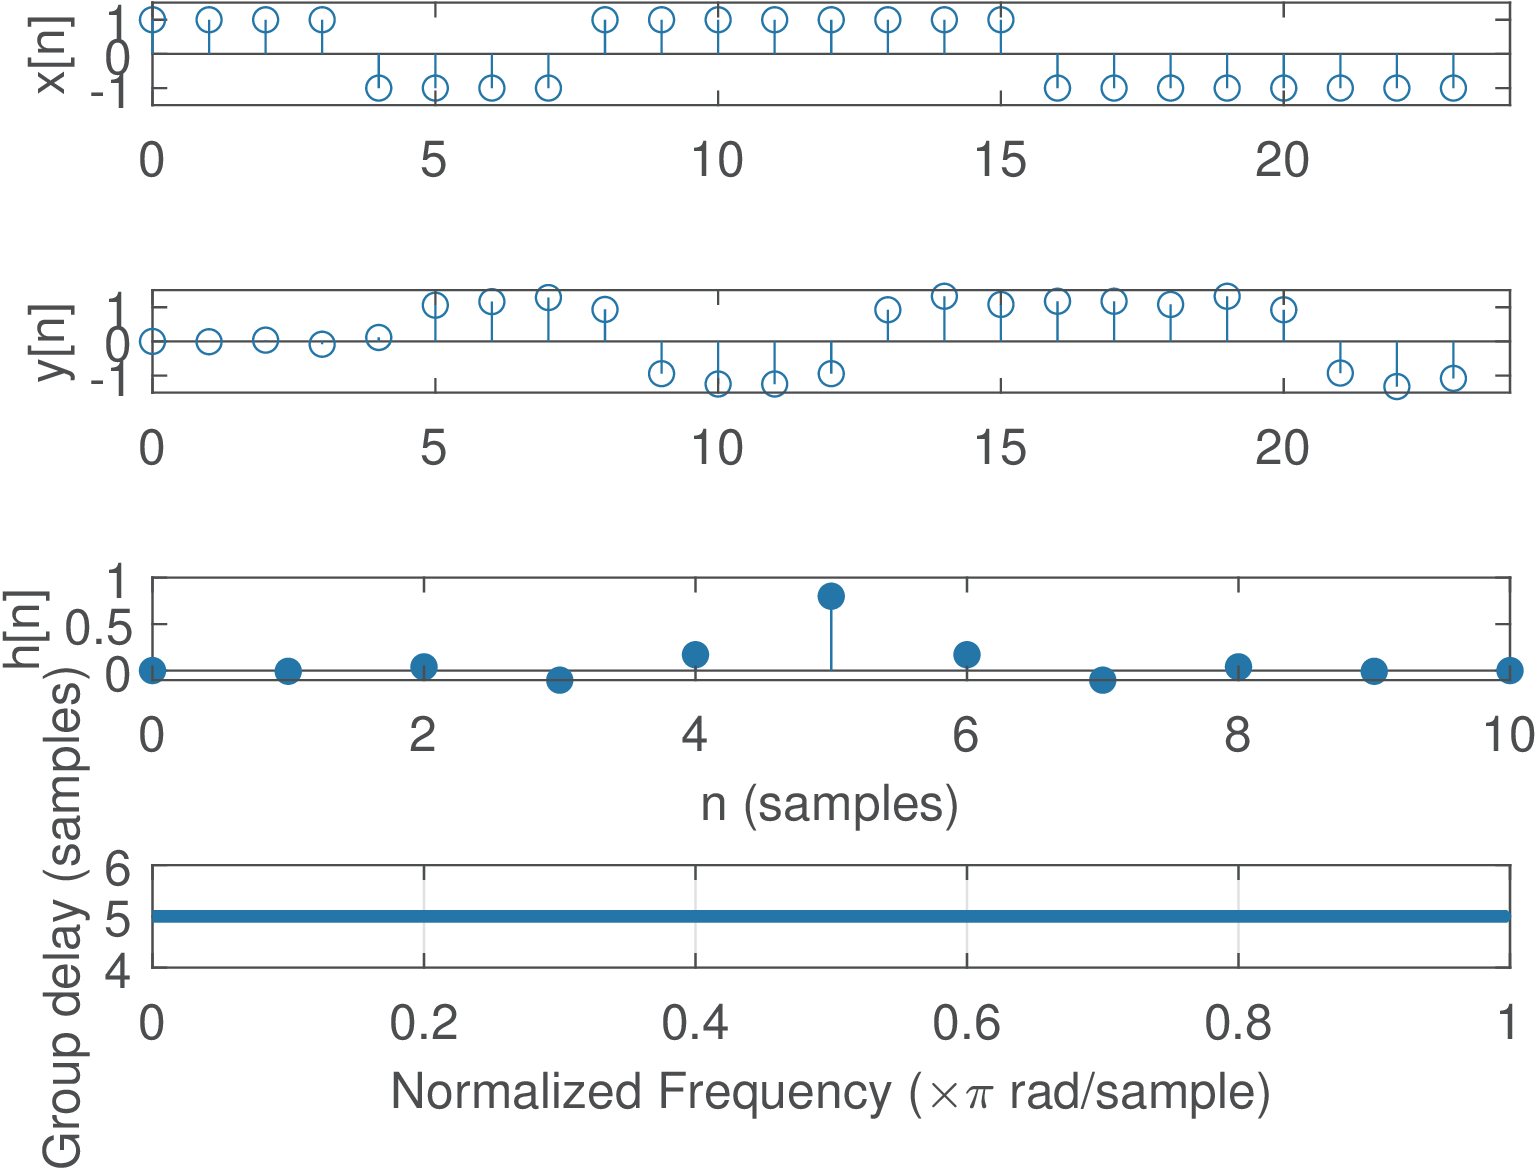 x[n]
1
0
-1
0 5 10 15 20
y[n]
1
0
-1
0 5 10 15 20
h[n]
1
0.5
0
0 2 4 6 8 10
n (samples)
Group delay (samples)
6
5
4
0 0.2 0.4 0.6 0.8 1
Normalized Frequency (×π rad/sample)